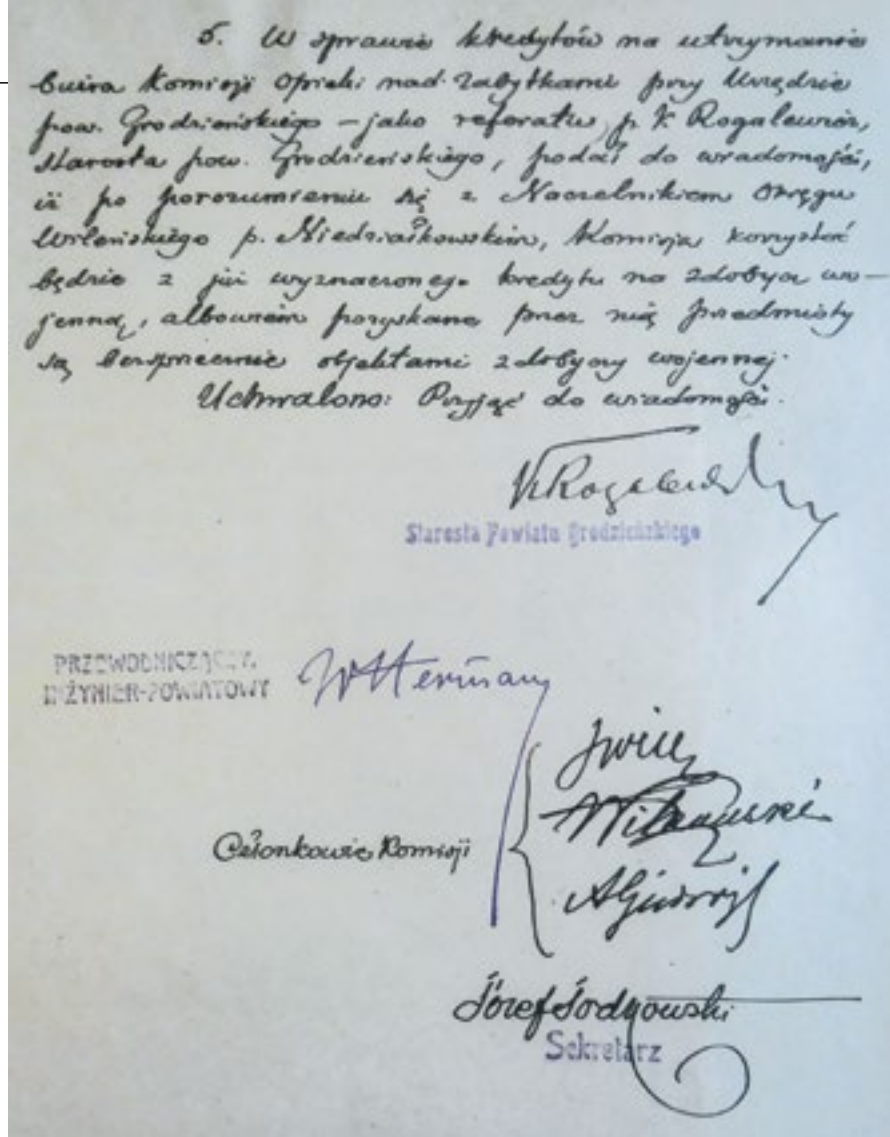 5. W sprawie kredytów na utrzymanie
biura Komisji Opieki nad Zabytkami przy Urzędzie
pow. Grodzieńskiego – jako referatu, p. K. Rogalewicz,
Starosta pow. Grodzieńskiego, podał do wiadomości,
iż po porozumieniu się z Naczelnikiem Okręgu
Wileńskiego p. Niedziałkowskim, Komisja korzystać
będzie z już wyznaczonego kredytu na zdobycz wo–
jenną, albowiem pozyskane przez nią przedmioty
są bezsprzecznie objektami zdobyczy wojennej.
Uchwalono: Przyjąć do wiadomości.
Starosta Powiatu Grodzieńskiego
PRZEWODNICZĄCY,
INŻYNIER-POWIATOWY
Członkowie Komisji
Józef Jodkowski
Sekretarz